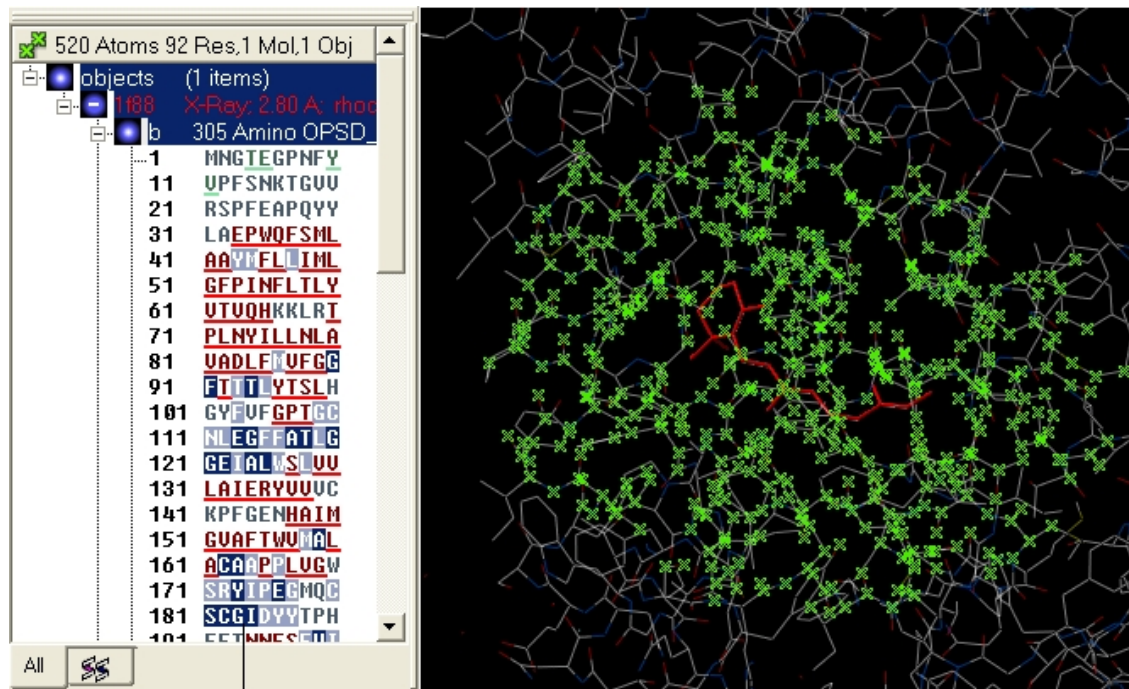 520 Atoms 92 Res,1 Mol,1 Obj
objects (1 items)
1f88 X-Ray; 2.80 A; rhoc
b 305 Amino OPSD_
1 MNGTEGPNFY
11 VPFSNKTGVV
21 RSPFEAPQYY
31 LAEPWQFSML
41 AAYMFLLIML
51 GFPINFLTLY
61 VTVQHKKLRT
71 PLNYILLNLA
81 VADLFMVFGG
91 FTTTLYTSLH
101 GYFVFGPTGC
111 NLEGFFATLG
121 GEIALWSLVV
131 LAIERYVVVC
141 KPFGENHAIM
151 GVAFTWVMAL
161 ACAAPPLVGW
171 SRYIPEGMQC
181 SCGIDYYTPH
All